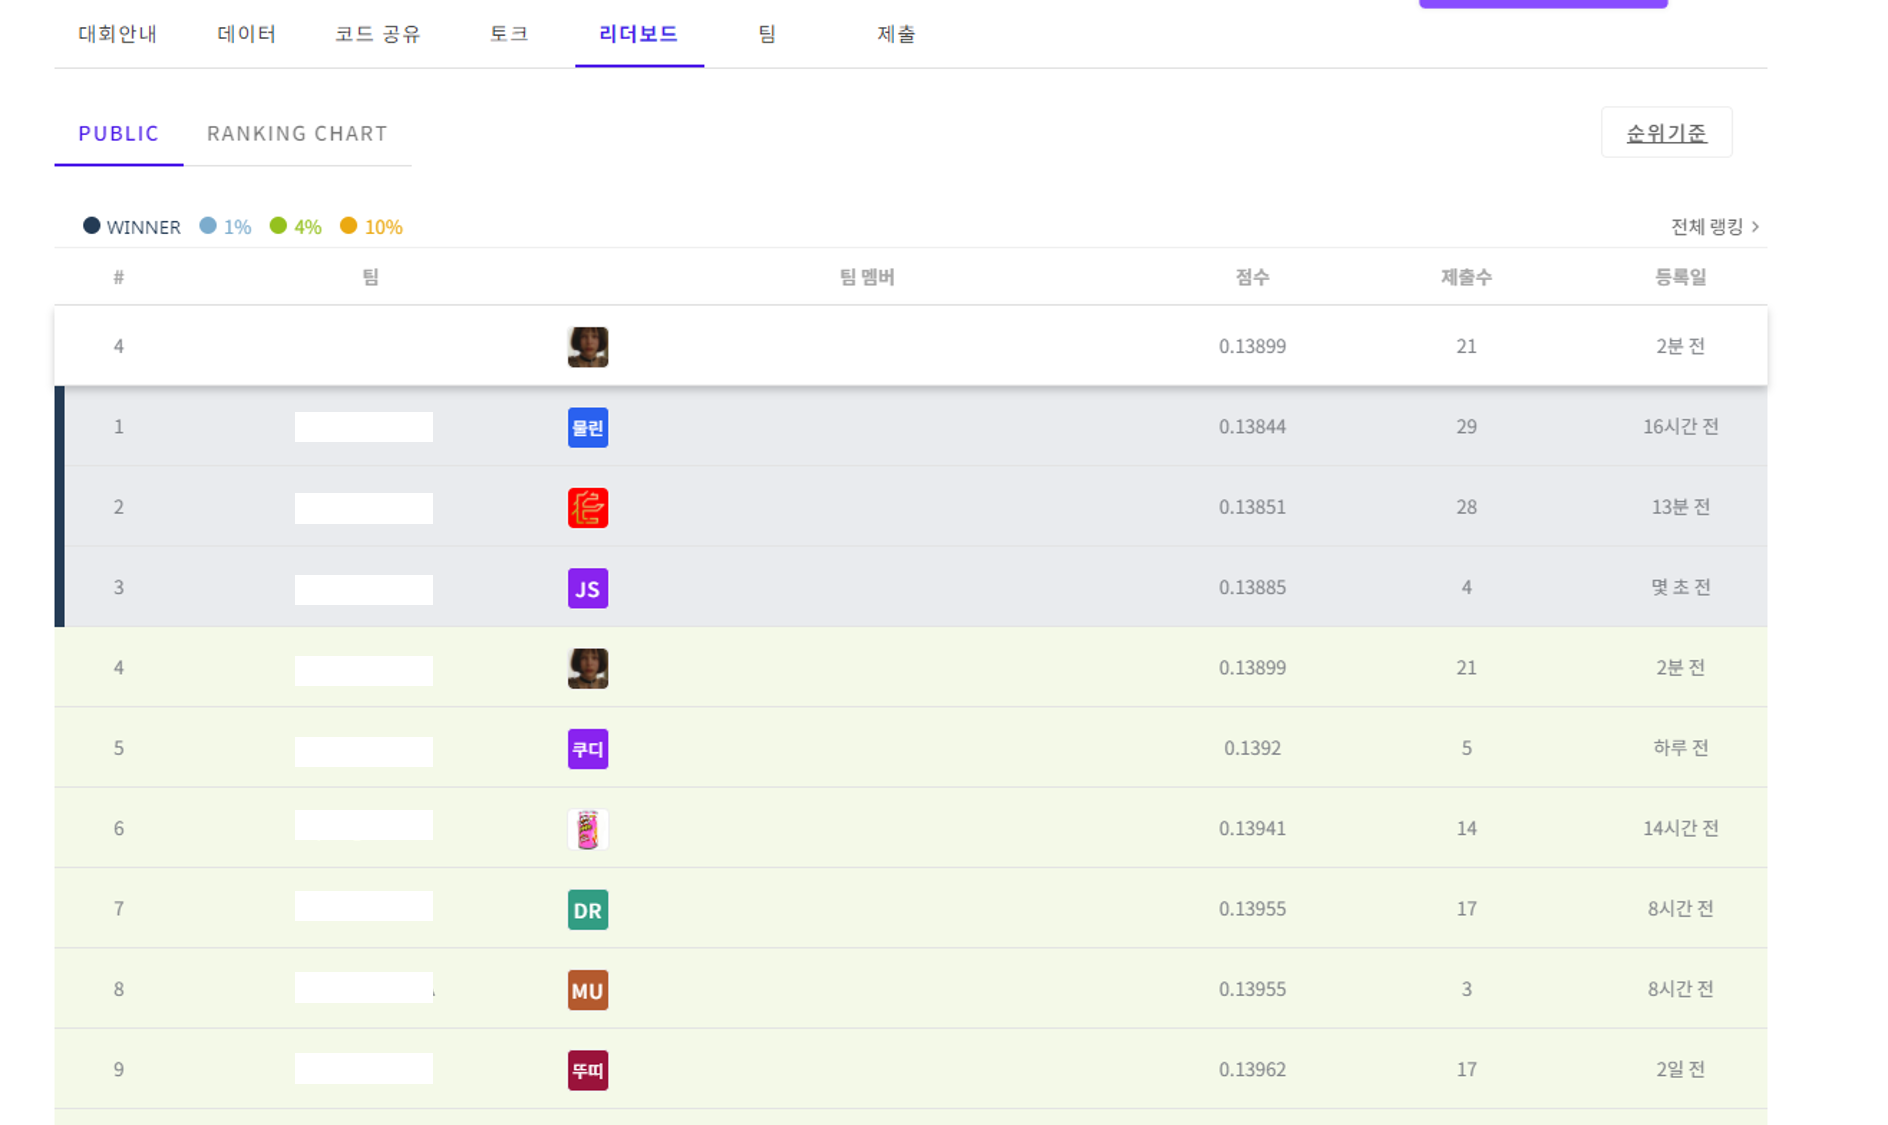 대회안내 데이터 코드 공유 토크 리더보드 팀 제출
PUBLIC RANKING CHART 순위기준
WINNER 1% 4% 10% 전체 랭킹 >
# 팀 팀 멤버 점수 제출수 등록일
4 0.13899 21 2분 전
1 물린 0.13844 29 16시간 전
2 0.13851 28 13분 전
3 JS 0.13885 4 몇 초 전
4 0.13899 21 2분 전
5 쿠디 0.1392 5 하루 전
6 0.13941 14 14시간 전
7 DR 0.13955 17 8시간 전
8 MU 0.13955 3 8시간 전
9 뚜띠 0.13962 17 2일 전